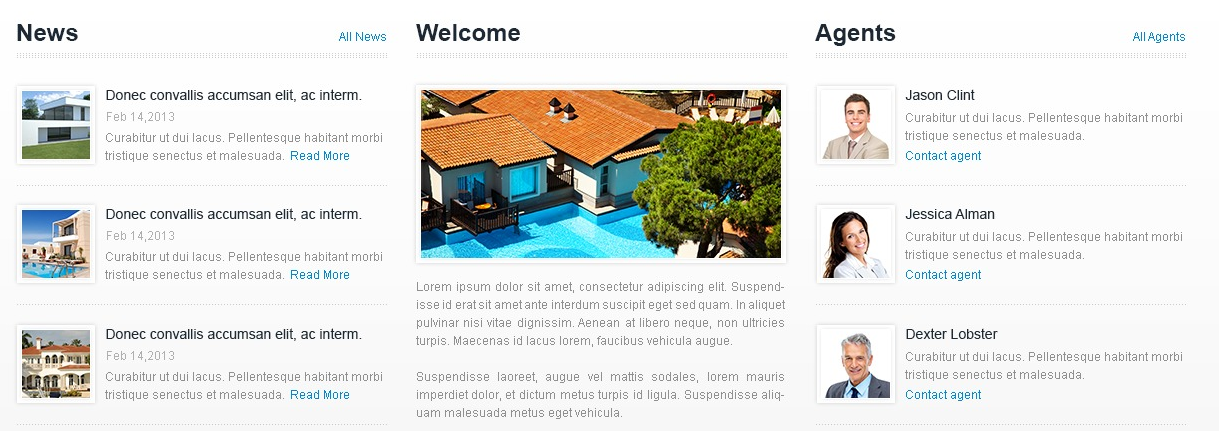 News
All News
Donec convallis accumsan elit, ac interm.
Feb 14,2013
Curabitur ut dui lacus. Pellentesque habitant morbi
tristique senectus et malesuada. Read More
Donec convallis accumsan elit, ac interm.
Feb 14,2013
Curabitur ut dui lacus. Pellentesque habitant morbi
tristique senectus et malesuada. Read More
Donec convallis accumsan elit, ac interm.
Feb 14,2013
Curabitur ut dui lacus. Pellentesque habitant morbi
tristique senectus et malesuada. Read More
Welcome
Lorem ipsum dolor sit amet, consectetur adipiscing elit. Suspend-
isse id erat sit amet ante interdum suscipit eget sed quam. In aliquet
pulvinar nisi vitae dignissim. Aenean at libero neque, non ultricies
turpis. Maecenas id lacus lorem, faucibus vehicula augue.
Suspendisse laoreet, augue vel mattis sodales, lorem mauris
imperdiet dolor, et dictum metus turpis id ligula. Suspendisse aliq-
uam malesuada metus eget vehicula.
Agents
All Agents
Jason Clint
Curabitur ut dui lacus. Pellentesque habitant morbi
tristique senectus et malesuada.
Contact agent
Jessica Alman
Curabitur ut dui lacus. Pellentesque habitant morbi
tristique senectus et malesuada.
Contact agent
Dexter Lobster
Curabitur ut dui lacus. Pellentesque habitant morbi
tristique senectus et malesuada.
Contact agent